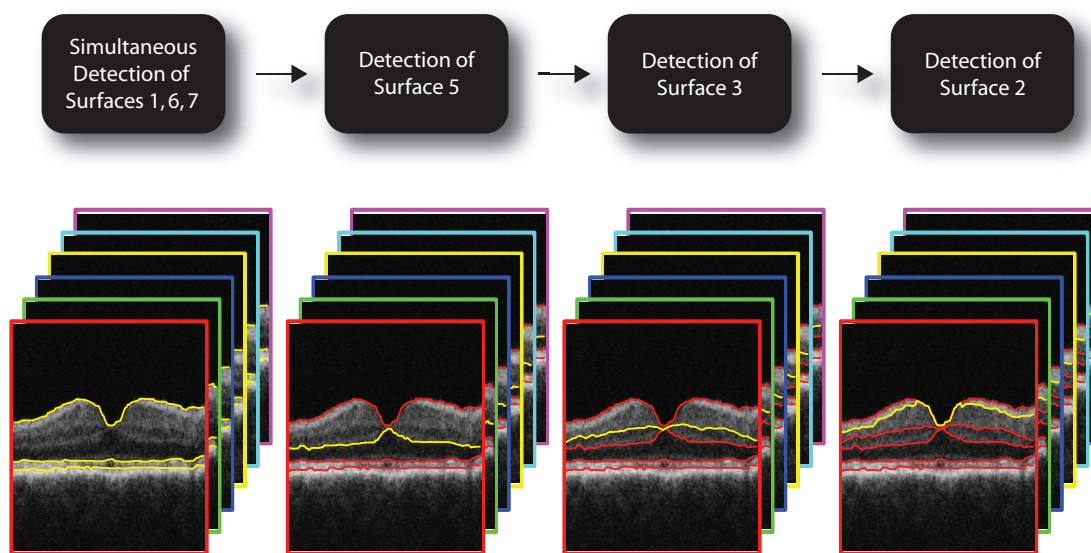 Simultaneous
Detection of
Surfaces 1, 6, 7
Detection of
Surface 5
Detection of
Surface 3
Detection of
Surface 2